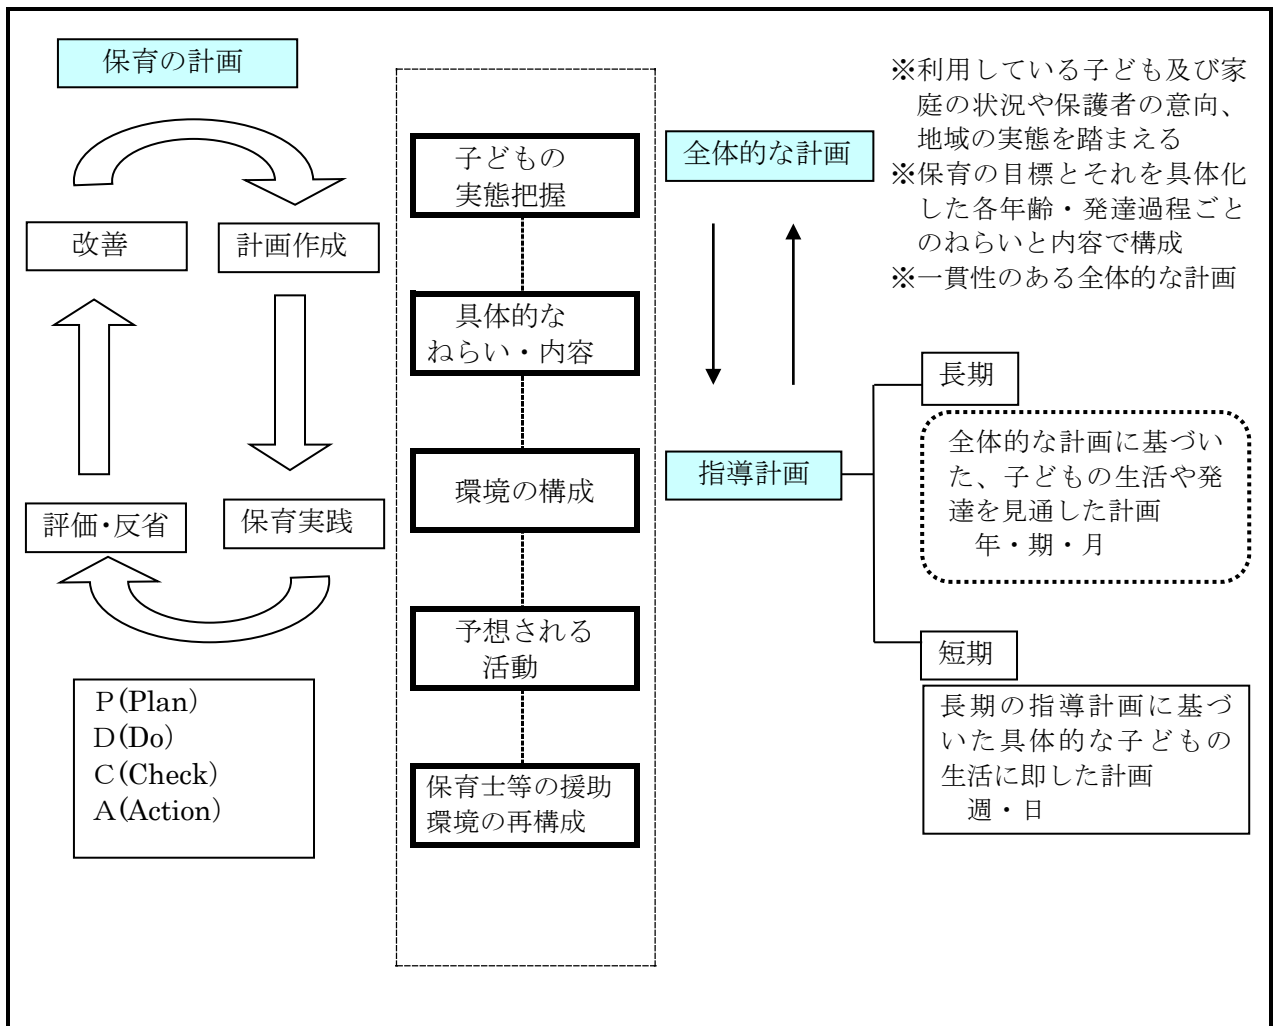 保育の計画
改善
計画作成
評価・反省
保育実践
Ｐ(Plan)
Ｄ(Do)
Ｃ(Check)
Ａ(Action)
子どもの
実態把握
具体的な
ねらい・内容
環境の構成
予想される
活動
保育士等の援助
環境の再構成
全体的な計画
※利用している子ども及び家
庭の状況や保護者の意向、
地域の実態を踏まえる
※保育の目標とそれを具体化
した各年齢・発達過程ごと
のねらいと内容で構成
※一貫性のある全体的な計画
指導計画
長期
全体的な計画に基づい
た、子どもの生活や発
達を見通した計画
年・期・月
短期
長期の指導計画に基づ
いた具体的な子どもの
生活に即した計画
週・日